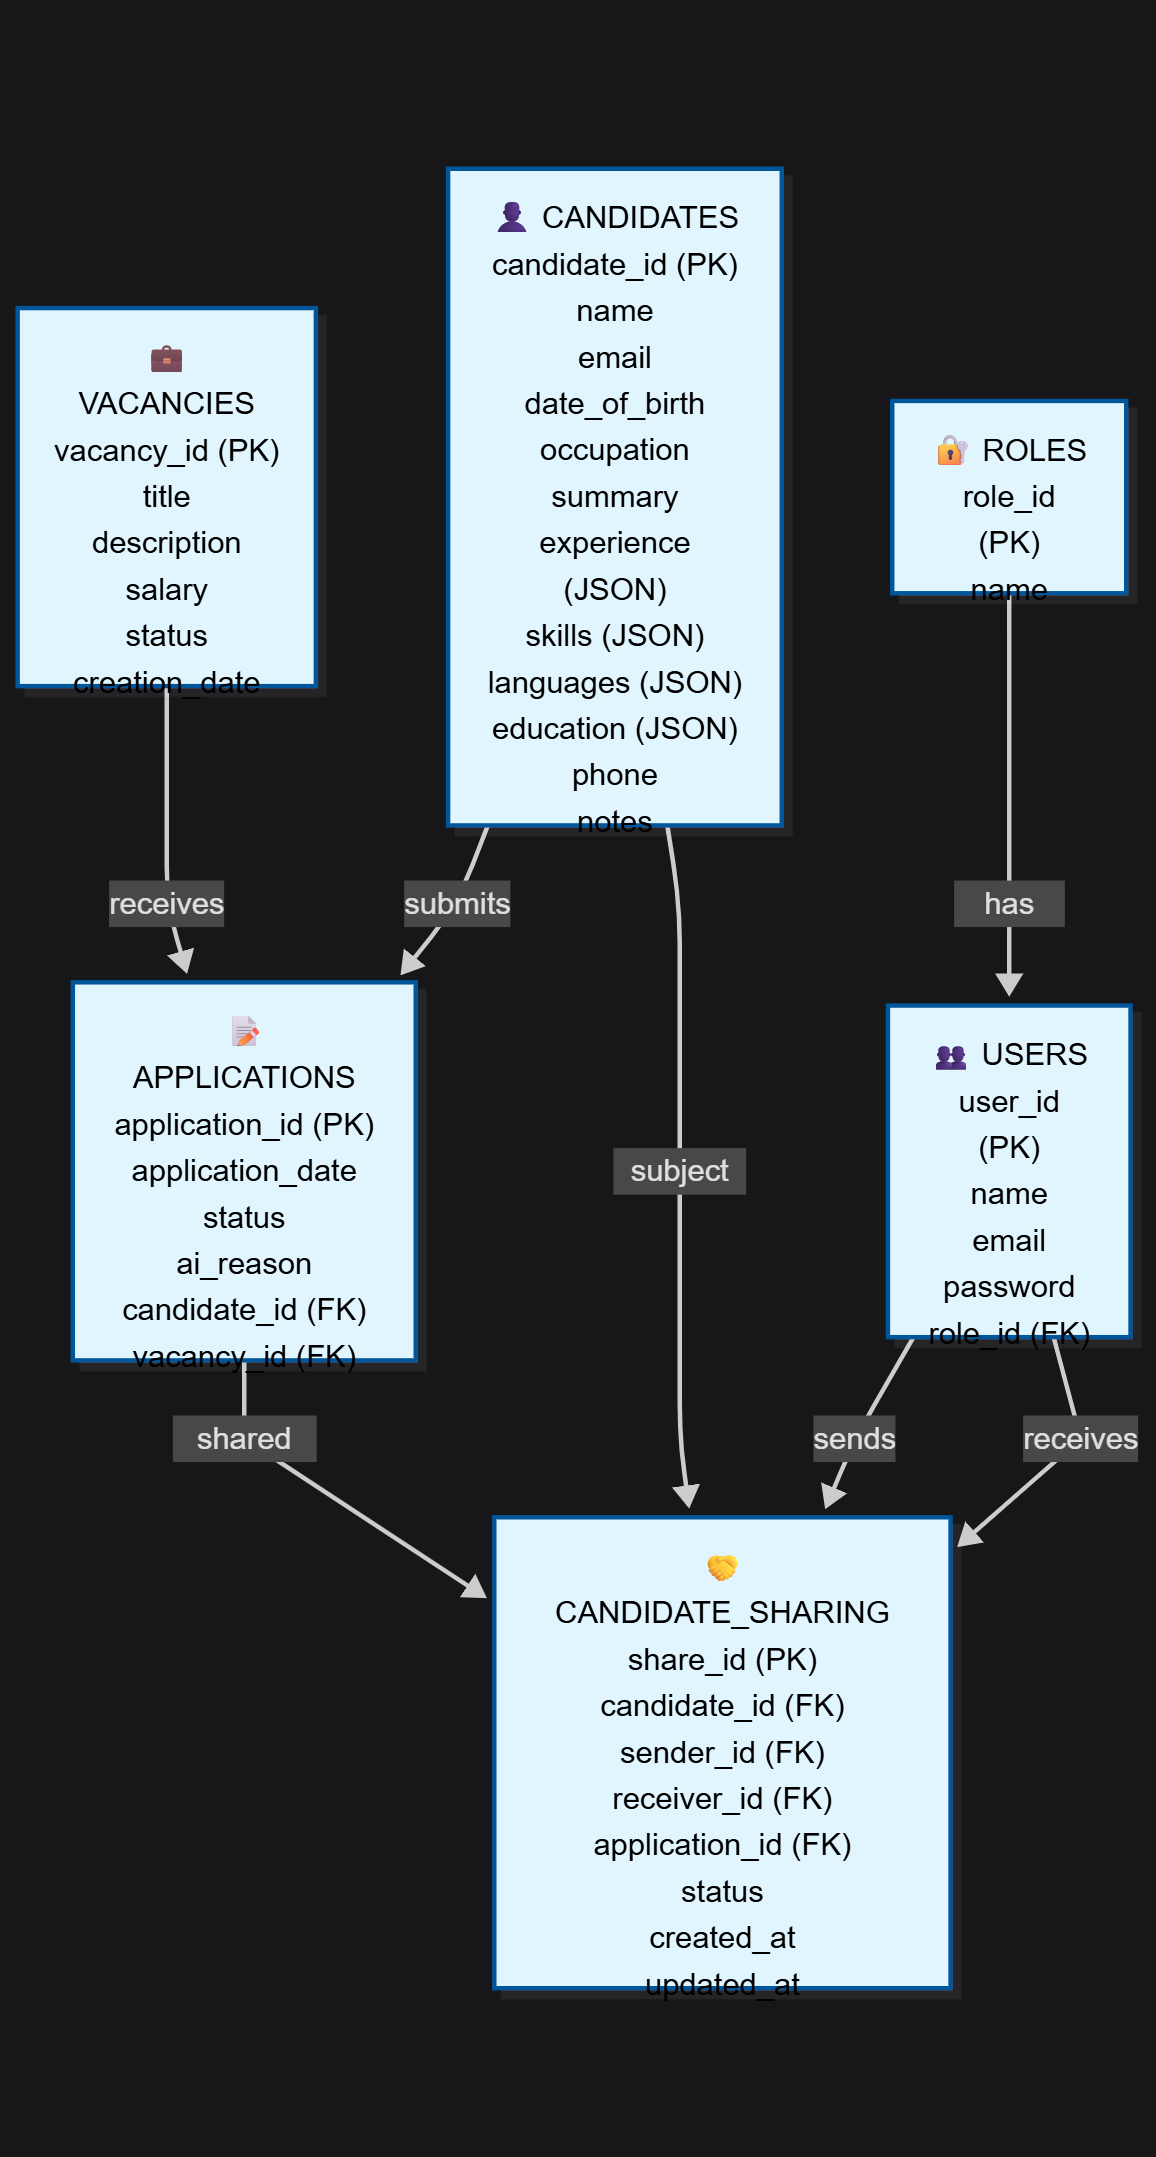 CANDIDATES
candidate_id (PK)
name
email
date_of_birth
occupation
summary
experience
(JSON)
skills (JSON)
languages (JSON)
education (JSON)
phone
notes
VACANCIES
vacancy_id (PK)
title
description
salary
status
creation_date
ROLES
role_id
(PK)
name
receives
submits
has
APPLICATIONS
application_id (PK)
application_date
status
ai_reason
candidate_id (FK)
vacancy_id (FK)
subject
USERS
user_id
(PK)
name
email
password
role_id (FK)
shared
sends
receives
CANDIDATE_SHARING
share_id (PK)
candidate_id (FK)
sender_id (FK)
receiver_id (FK)
application_id (FK)
status
created_at
updated_at